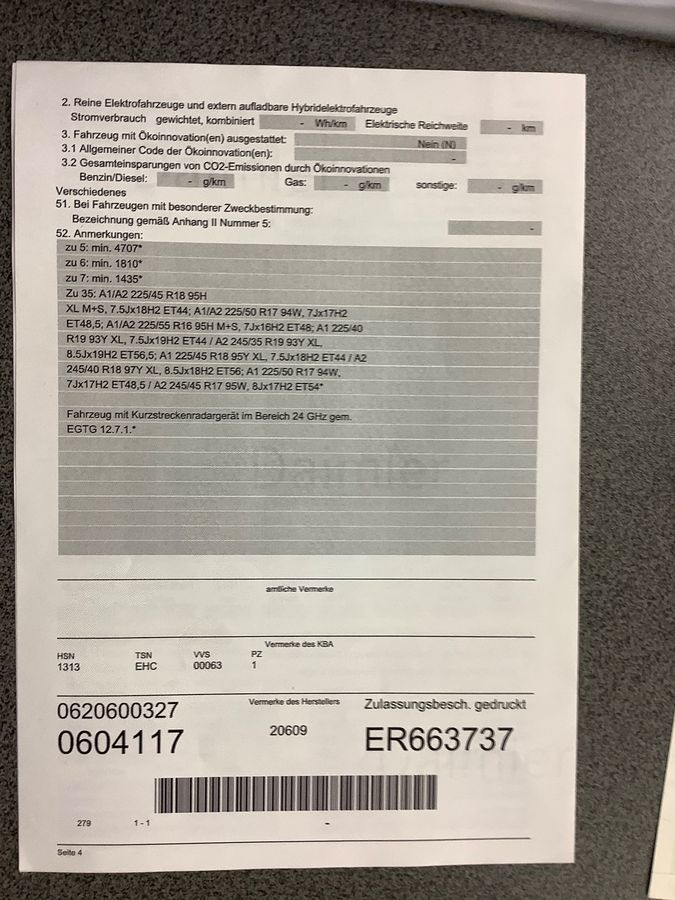 2. Reine Elektrofahrzeuge und extern aufladbare Hybridelektrofahrzeuge
Stromverbrauch gewichtet, kombiniert - Wh/km Elektrische Reichweite - km
3. Fahrzeug mit Ökoinnovation(en) ausgestattet: Nein (N)
3.1 Allgemeiner Code der Ökoinnovation(en): -
3.2 Gesamteinsparungen von CO2-Emissionen durch Ökoinnovationen
Benzin/Diesel: - g/km Gas: - g/km sonstige: - g/km
Verschiedenes
51. Bei Fahrzeugen mit besonderer Zweckbestimmung:
Bezeichnung gemäß Anhang II Nummer 5: -
52. Anmerkungen:
zu 5: min. 4707*
zu 6: min. 1810*
zu 7: min. 1435*
Zu 35: A1/A2 225/45 R18 95H
XL M+S, 7.5Jx18H2 ET44; A1/A2 225/50 R17 94W, 7Jx17H2
ET48,5; A1/A2 225/55 R16 95H M+S, 7Jx16H2 ET48; A1 225/40
R19 93Y XL, 7.5Jx19H2 ET44 / A2 245/35 R19 93Y XL,
8.5Jx19H2 ET56,5; A1 225/45 R18 95Y XL, 7.5Jx18H2 ET44 / A2
245/40 R18 97Y XL, 8.5Jx18H2 ET56; A1 225/50 R17 94W,
7Jx17H2 ET48,5 / A2 245/45 R17 95W, 8Jx17H2 ET54*
Fahrzeug mit Kurzstreckenradargerät im Bereich 24 GHz gem.
EGTG 12.7.1.*
amtliche Vermerke
Vermerke des KBA
HSN TSN VVS PZ
1313 EHC 00063 1
0620600327 Vermerke des Herstellers Zulassungsbesch. gedruckt
0604117 20609 ER663737
279 1-1 -
Seite 4